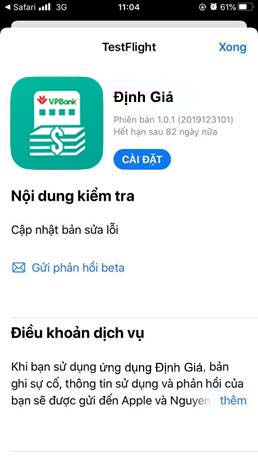 Safari 3G 11:04 61%
TestFlight Xong
VPBank
Định Giá
Phiên bản 1.0.1 (2019123101)
Hết hạn sau 82 ngày nữa
CÀI ĐẶT
Nội dung kiểm tra
Cập nhật bản sửa lỗi
Gửi phản hồi beta
Điều khoản dịch vụ
Khi bạn sử dụng ứng dụng Định Giá, bản
ghi sự cố, thông tin sử dụng và phản hồi của
bạn sẽ được gửi đến Apple và Nguyen thêm